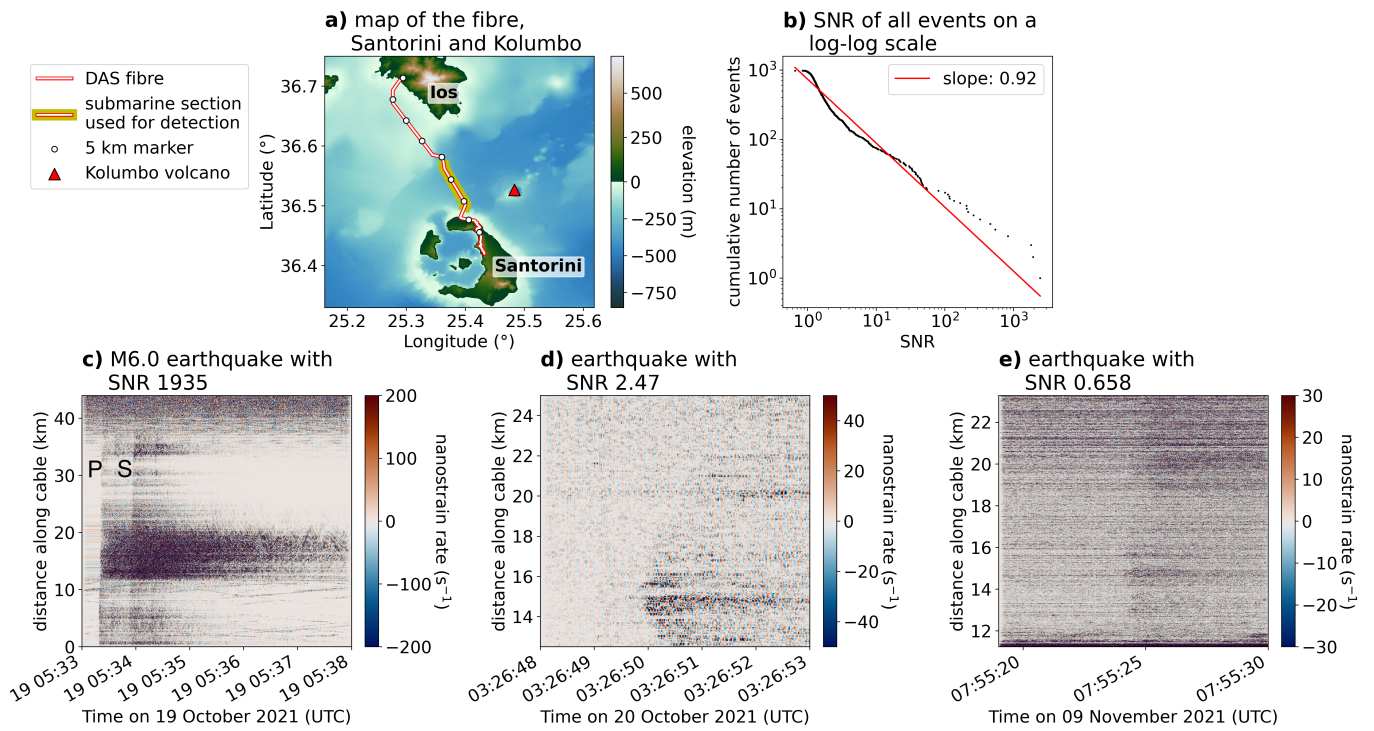 a) map of the fibre,
Santorini and Kolumbo
b) SNR of all events on a
log-log scale
DAS fibre
submarine section
used for detection
5 km marker
Kolumbo volcano
36.7
36.6
36.5
36.4
Latitude (°)
Ios
Santorini
25.2 25.3 25.4 25.5 25.6
Longitude (°)
500
250
0
−250
−500
−750
elevation (m)
slope: 0.92
10³
10²
10¹
10⁰
cumulative number of events
10⁰ 10¹ 10² 10³
SNR
c) M6.0 earthquake with
SNR 1935
P S
40
30
20
10
0
distance along cable (km)
19 05:33 19 05:34 19 05:35 19 05:36 19 05:37 19 05:38
Time on 19 October 2021 (UTC)
200
100
0
−100
−200
nanostrain rate (s⁻¹)
d) earthquake with
SNR 2.47
24
22
20
18
16
14
distance along cable (km)
03:26:48 03:26:49 03:26:50 03:26:51 03:26:52 03:26:53
Time on 20 October 2021 (UTC)
40
20
0
−20
−40
nanostrain rate (s⁻¹)
e) earthquake with
SNR 0.658
22
20
18
16
14
12
distance along cable (km)
07:55:20 07:55:25 07:55:30
Time on 09 November 2021 (UTC)
30
20
10
0
−10
−20
−30
nanostrain rate (s⁻¹)